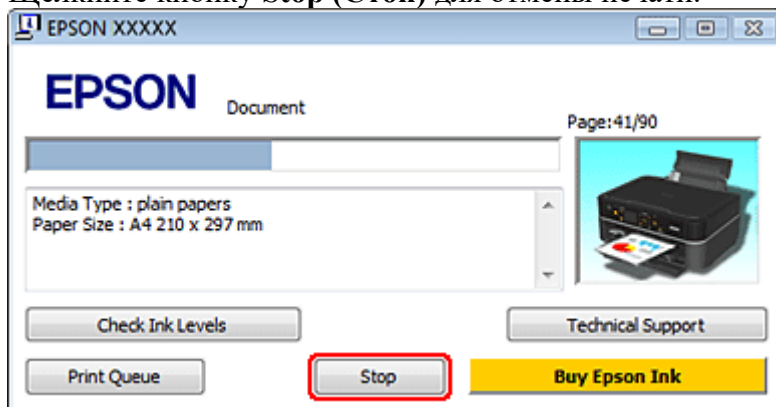 Щелкните кнопку Stop (Сток) для отмены печати.
EPSON XXXXX
EPSON Document
Page:41/90
Media Type : plain papers
Paper Size : A4 210 x 297 mm
Check Ink Levels
Technical Support
Print Queue
Stop
Buy Epson Ink